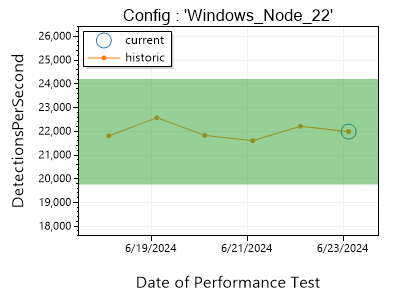 Config : 'Windows_Node_22'
current
historic
DetectionsPerSecond
26,000
25,000
24,000
23,000
22,000
21,000
20,000
19,000
18,000
6/19/2024
6/21/2024
6/23/2024
Date of Performance Test